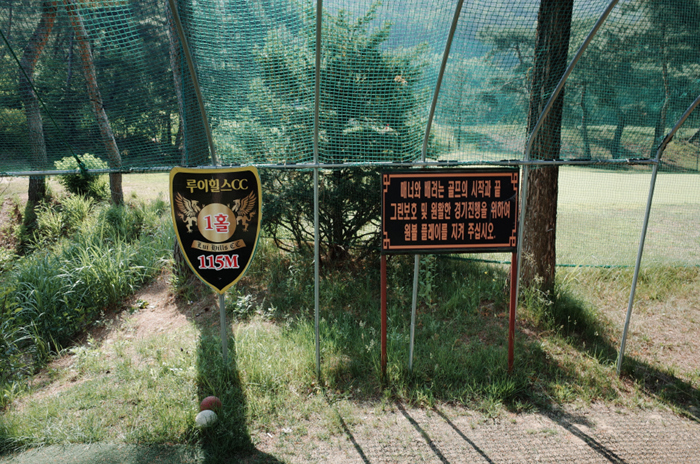 루이힐스CC
1홀
Loui Hills CC
115M
매너와 배려는 골프의 시작과 끝
그린보호 및 원활한 경기진행을 위하여
원볼 플레이를 지켜 주십시오